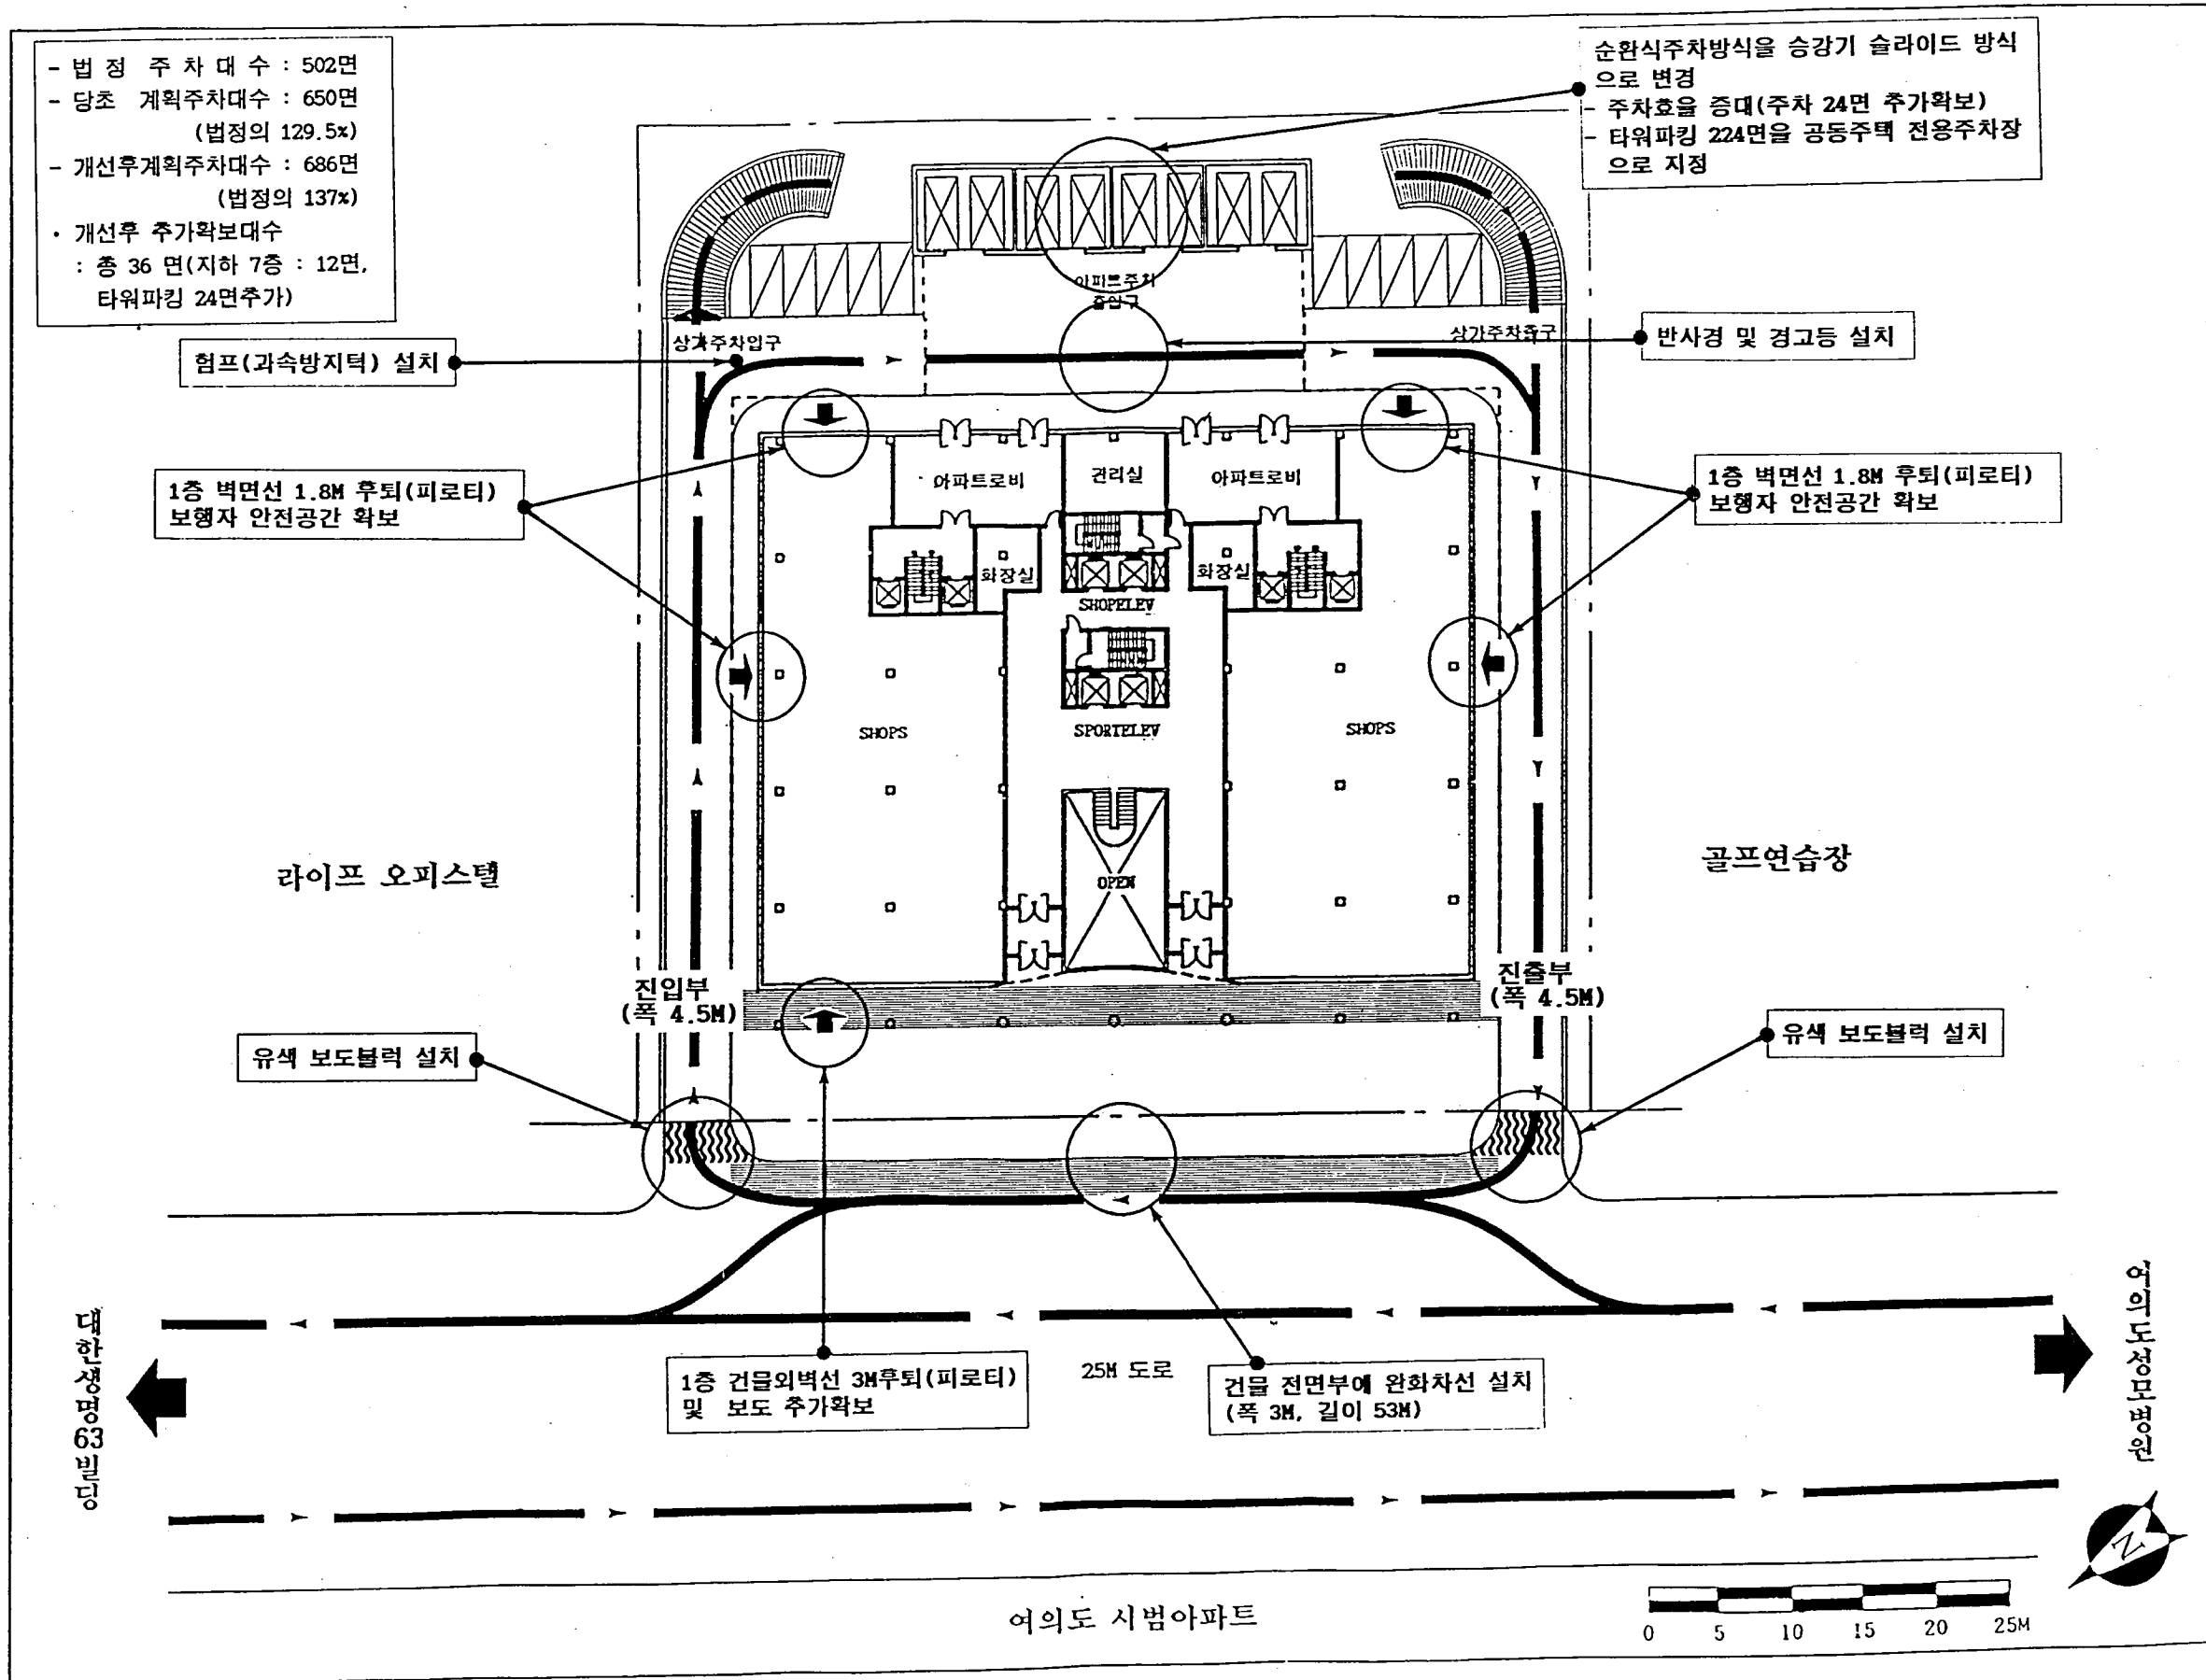 - 법 정 주 차 대 수 : 502면
- 당초 계획주차대수 : 650면
(법정의 129.5%)
- 개선후계획주차대수 : 686면
(법정의 137%)
· 개선후 추가확보대수
: 총 36 면(지하 7층 : 12면,
타워파킹 24면추가)
순환식주차방식을 승강기 슬라이드 방식
으로 변경
- 주차효율 증대(주차 24면 추가확보)
- 타워파킹 224면을 공동주택 전용주차장
으로 지정
아파트주차
출입구
상가주차입구
상가주차출구
험프(과속방지턱) 설치
반사경 및 경고등 설치
1층 벽면선 1.8M 후퇴(피로티)
보행자 안전공간 확보
1층 벽면선 1.8M 후퇴(피로티)
보행자 안전공간 확보
아파트로비
관리실
아파트로비
화장실
화장실
SHOPELEV
SPORTELEV
SHOPS
SHOPS
OPEN
라이프 오피스텔
골프연습장
진입부
(폭 4.5M)
진출부
(폭 4.5M)
유색 보도블럭 설치
유색 보도블럭 설치
대한생명63빌딩
여의도성모병원
1층 건물외벽선 3M후퇴(피로티)
및 보도 추가확보
25M 도로
건물 전면부에 완화차선 설치
(폭 3M, 길이 53M)
여의도 시범아파트
N
0 5 10 15 20 25M